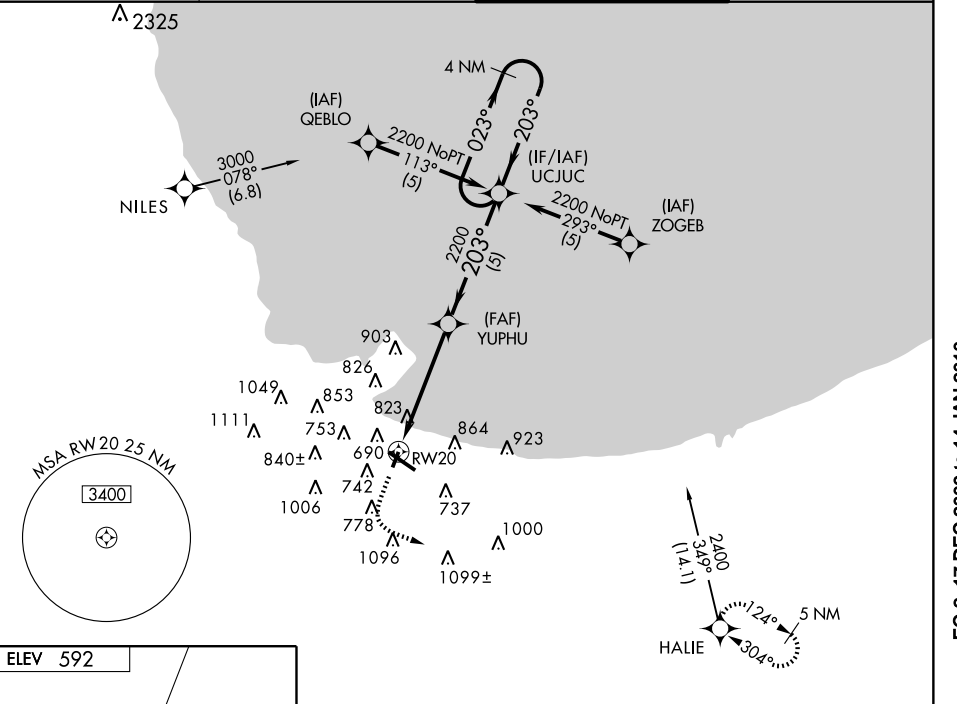 2325
4 NM
(IAF)
QEBLO
023°
203°
2200 NoPT
113°
(5)
(IF/IAF)
UCJUC
3000
078°
(6.8)
NILES
2200 NoPT
293°
(5)
(IAF)
ZOGEB
2200
203°
(5)
(FAF)
YUPHU
903
826
1049
853
823
1111
753
864
923
840±
690
RW20
MSA RW20 25 NM
3400
742
1006
737
778
1000
1096
1099±
2400
349°
(14.1)
124°
5 NM
HALIE
304°
ELEV 592